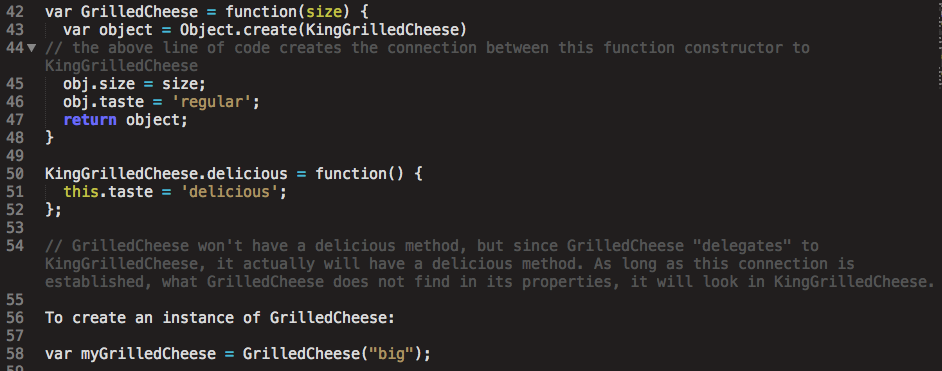 42 var GrilledCheese = function(size) {
43 var object = Object.create(KingGrilledCheese)
44 // the above line of code creates the connection between this function constructor to
KingGrilledCheese
45 obj.size = size;
46 obj.taste = 'regular';
47 return object;
48 }
49
50 KingGrilledCheese.delicious = function() {
51 this.taste = 'delicious';
52 };
53
54 // GrilledCheese won't have a delicious method, but since GrilledCheese "delegates" to
KingGrilledCheese, it actually will have a delicious method. As long as this connection is
established, what GrilledCheese does not find in its properties, it will look in KingGrilledCheese.
55
56 To create an instance of GrilledCheese:
57
58 var myGrilledCheese = GrilledCheese("big");